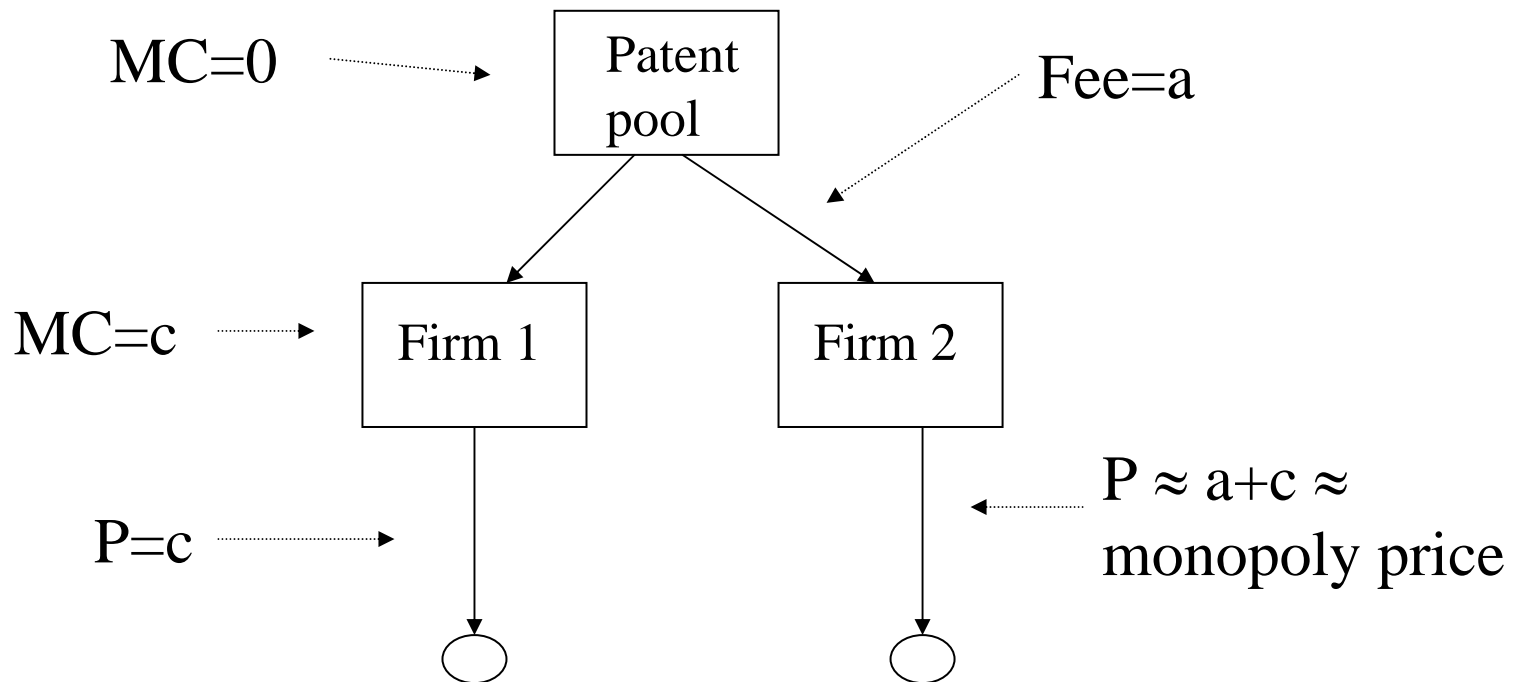 MC=0
Patent
pool
Fee=a
MC=c
Firm 1
Firm 2
P=c
P ≈ a+c ≈
monopoly price